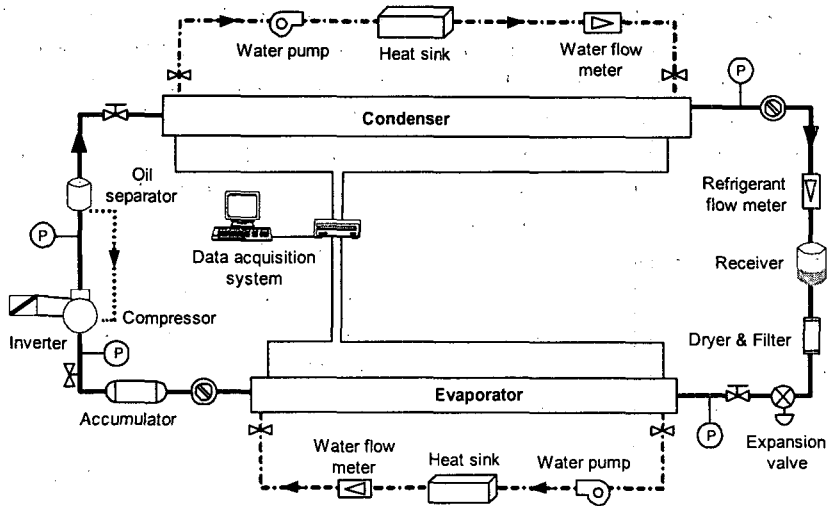 Water pump
Heat sink
Water flow
meter
P
Condenser
Oil
separator
Refrigerant
flow meter
P
Data acquisition
system
Receiver
Inverter
Compressor
P
Dryer & Filter
Accumulator
Evaporator
P
Expansion
valve
Water flow
meter
Heat sink
Water pump